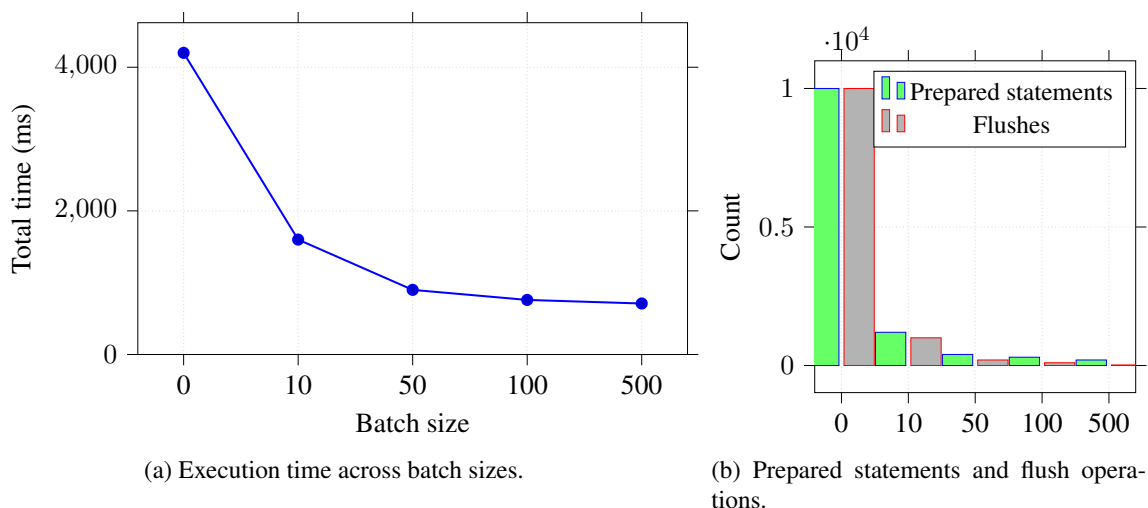 4,000
2,000
0
Total time (ms)
0 10 50 100 500
Batch size
(a) Execution time across batch sizes.
·10^4
1
0.5
0
Count
Prepared statements
Flushes
0 10 50 100 500
(b) Prepared statements and flush opera-
tions.